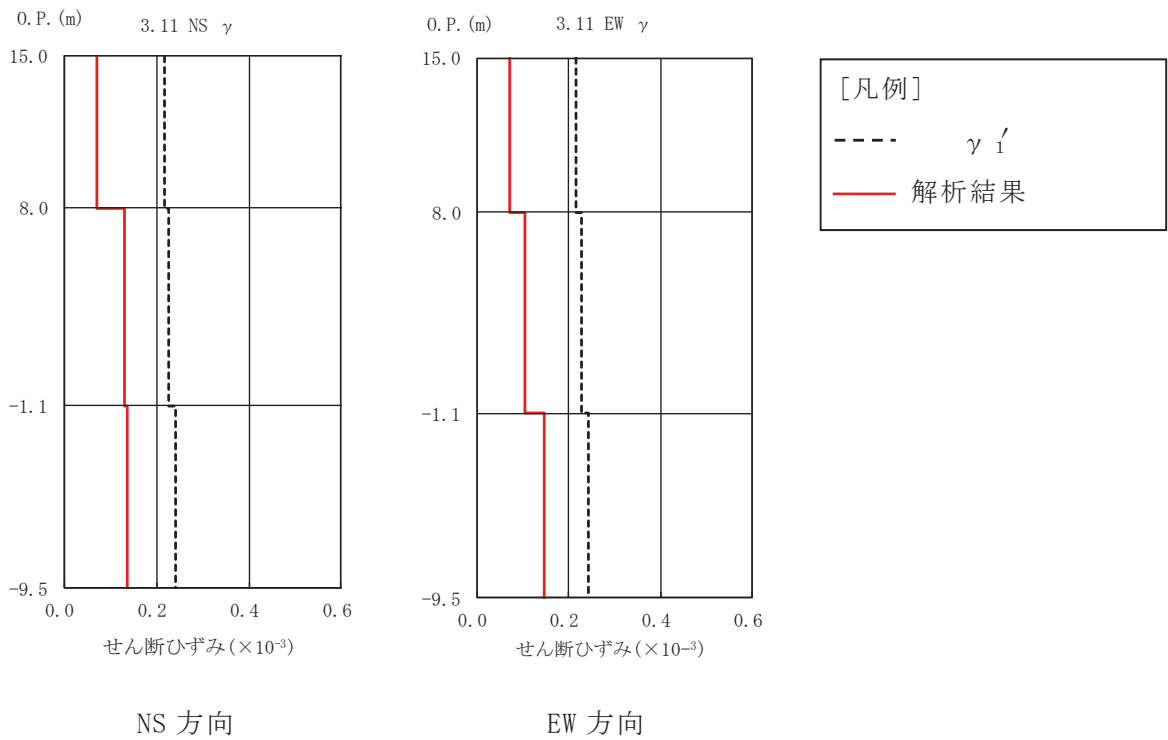 O.P.(m)
3.11 NS γ
15.0
8.0
-1.1
-9.5
0.0 0.2 0.4 0.6
せん断ひずみ(×10⁻³)
NS 方向
O.P.(m)
3.11 EW γ
15.0
8.0
-1.1
-9.5
0.0 0.2 0.4 0.6
せん断ひずみ(×10⁻³)
EW 方向
[凡例]
γ 1′
解析結果